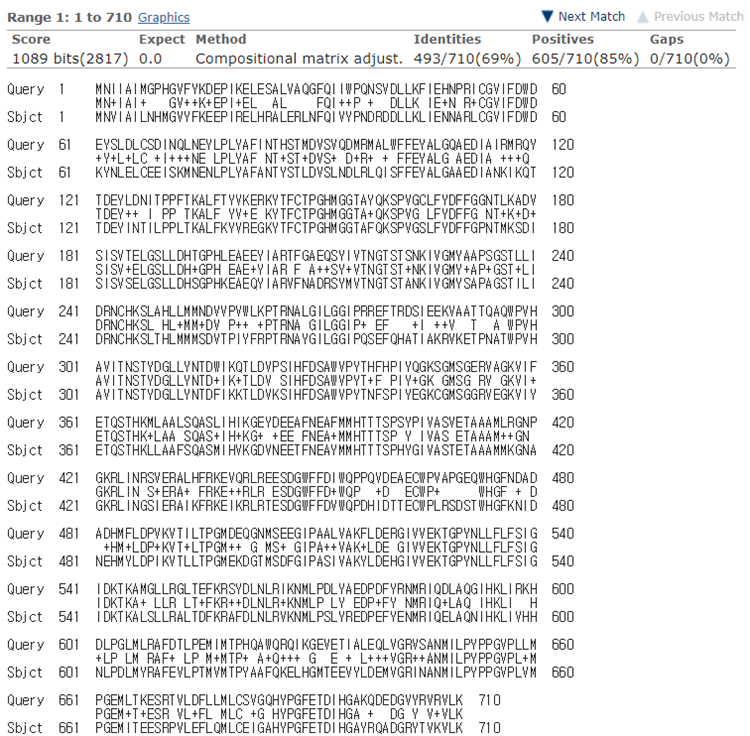 Range 1: 1 to 710 Graphics Next Match Previous Match
Score Expect Method Identities Positives Gaps
1089 bits(2817) 0.0 Compositional matrix adjust. 493/710(69%) 605/710(85%) 0/710(0%)
Query 1 MNIIAIMGPHGVFYKDEPIKELESALVAQGFQIIWPQNSVDLLKFIEHNPRICGVIFDWD 60
MN+IAI+ GV++K+EPI+EL AL FQI++P + DLLK IE+N R+CGVIFDWD
Sbjct 1 MNVIAILNHMGVYFKEEPIRELHRALERLNFQIVYPNDRDDLLKLIENNARLCGVIFDWD 60
Query 61 EYSLDLCSDINQLNEYLPLYAFINTHSTMDVSVQDMRMALWFFEYALGQAEDIAIRMRQY 120
+Y+L+LC +I+++NE LPLYAF NT+ST+DVS+ D+R+ + FFEYALG AEDIA +++Q
Sbjct 61 KYNLELCEEISKMNENLPLYAFANTYSTLDVSLNDLRLQISFFEYALGAAEDIANKIKQT 120
Query 121 TDEYLDNITPPFTKALFTYVKERKYTFCTPGHMGGTAYQKSPVGCLFYDFFGGNTLKADV 180
TDEY++ I PP TKALF YV+E KYTFCTPGHMGGTA+QKSPVG LFYDFFG NT+K+D+
Sbjct 121 TDEYINTILPPLTKALFKYVREGKYTFCTPGHMGGTAFQKSPVGSLFYDFFGPNTMKSDI 180
Query 181 SISVTELGSLLDHTGPHLEAEEYIARTFGAEQSYIVTNGTSTSNKIVGMYAAPSGSTLLI 240
SISV+ELGSLLDH+GPH EAE+YIAR F A++SY+VTNGTST+NKIVGMY+AP+GST+LI
Sbjct 181 SISVSELGSLLDHSGPHKEAEQYIARVFNADRSYMVTNGTSTANKIVGMYSAPAGSTILI 240
Query 241 DRNCHKSLAHLLMMNDVVPVWLKPTRNALGILGGIPRREFTRDSIEEKVAATTQAQWPVH 300
DRNCHKSL HL+MM+DV P++ +PTRNA GILGGIP+ EF +I ++V T A WPVH
Sbjct 241 DRNCHKSLTHLMMMSDVTPIYFRPTRNAYGILGGIPQSEFQHATIAKRVKETPNATWPVH 300
Query 301 AVITNSTYDGLLYNTDWIKQTLDVPSIHFDSAWVPYTHFHPIYQGKSGMSGERVAGKVIF 360
AVITNSTYDGLLYNTD+IK+TLDV SIHFDSAWVPYT+F PIY+GK GMSG RV GKVI+
Sbjct 301 AVITNSTYDGLLYNTDFIKKTLDVKSIHFDSAWVPYTNFSPIYEGKCGMSGGRVEGKVIY 360
Query 361 ETQSTHKMLAALSQASLIHIKGEYDEEAFNEAFMMHTTTSPSYPIVASVETAAAMLRGNP 420
ETQSTHK+LAA SQAS+IH+KG+ +EE FNEA+MMHTTTSP Y IVAS ETAAAM++GN
Sbjct 361 ETQSTHKLLAAFSQASMIHVKGDVNEETFNEAYMMHTTTSPHYGIVASTETAAAMMKGNA 420
Query 421 GKRLINRSVERALHFRKEVQRLREESDGWFFDIWQPPQVDEAECWPVAPGEQWHGFNDAD 480
GKRLIN S+ERA+ FRKE++RLR ESDGWFFD+WQP +D ECWP+ WHGF + D
Sbjct 421 GKRLINGSIERAIKFRKEIKRLRTESDGWFFDVWQPDHIDTTECWPLRSDSTWHGFKNID 480
Query 481 ADHMFLDPVKVTILTPGMDEQGNMSEEGIPAALVAKFLDERGIVVEKTGPYNLLFLFSIG 540
+HM+LDP+KVT+LTPGM++ G MS+ GIPA++VAK+LDE GIVVEKTGPYNLLFLFSIG
Sbjct 481 NEHMYLDPIKVTLLTPGMEKDGTMSDFGIPASIVAKYLDEHGIVVEKTGPYNLLFLFSIG 540
Query 541 IDKTKAMGLLRGLTEFKRSYDLNLRIKNMLPDLYAEDPDFYRNMRIQDLAQGIHKLIRKH 600
IDKTKA+ LLR LT+FKR++DLNLR+KNMLP LY EDP+FY NMRIQ+LAQ IHKLI H
Sbjct 541 IDKTKALSLLRALTDFKRAFDLNLRVKNMLPSLYREDPEFYENMRIQELAQNIHKLIVHH 600
Query 601 DLPGLMLRAFDTLPEMIMTPHQAWQRQIKGEVETIALEQLVGRVSANMILPYPPGVPLLM 660
+LP LM RAF+ LP M+MTP+ A+Q+++ G E + L+++VGR++ANMILPYPPGVPL+M
Sbjct 601 NLPDLMYRAFEVLPTMVMTPYAAFQKELHGMTEEVYLDEMVGRINANMILPYPPGVPLVM 660
Query 661 PGEMLTKESRTVLDFLLMLCSVGQHYPGFETDIHGAKQDEDGVYRVRVLK 710
PGEM+T+ESR VL+FL MLC +G HYPGFETDIHGA + DG Y V+VLK
Sbjct 661 PGEMITEESRPVLEFLQMLCEIGAHYPGFETDIHGAYRQADGRYTVKVLK 710